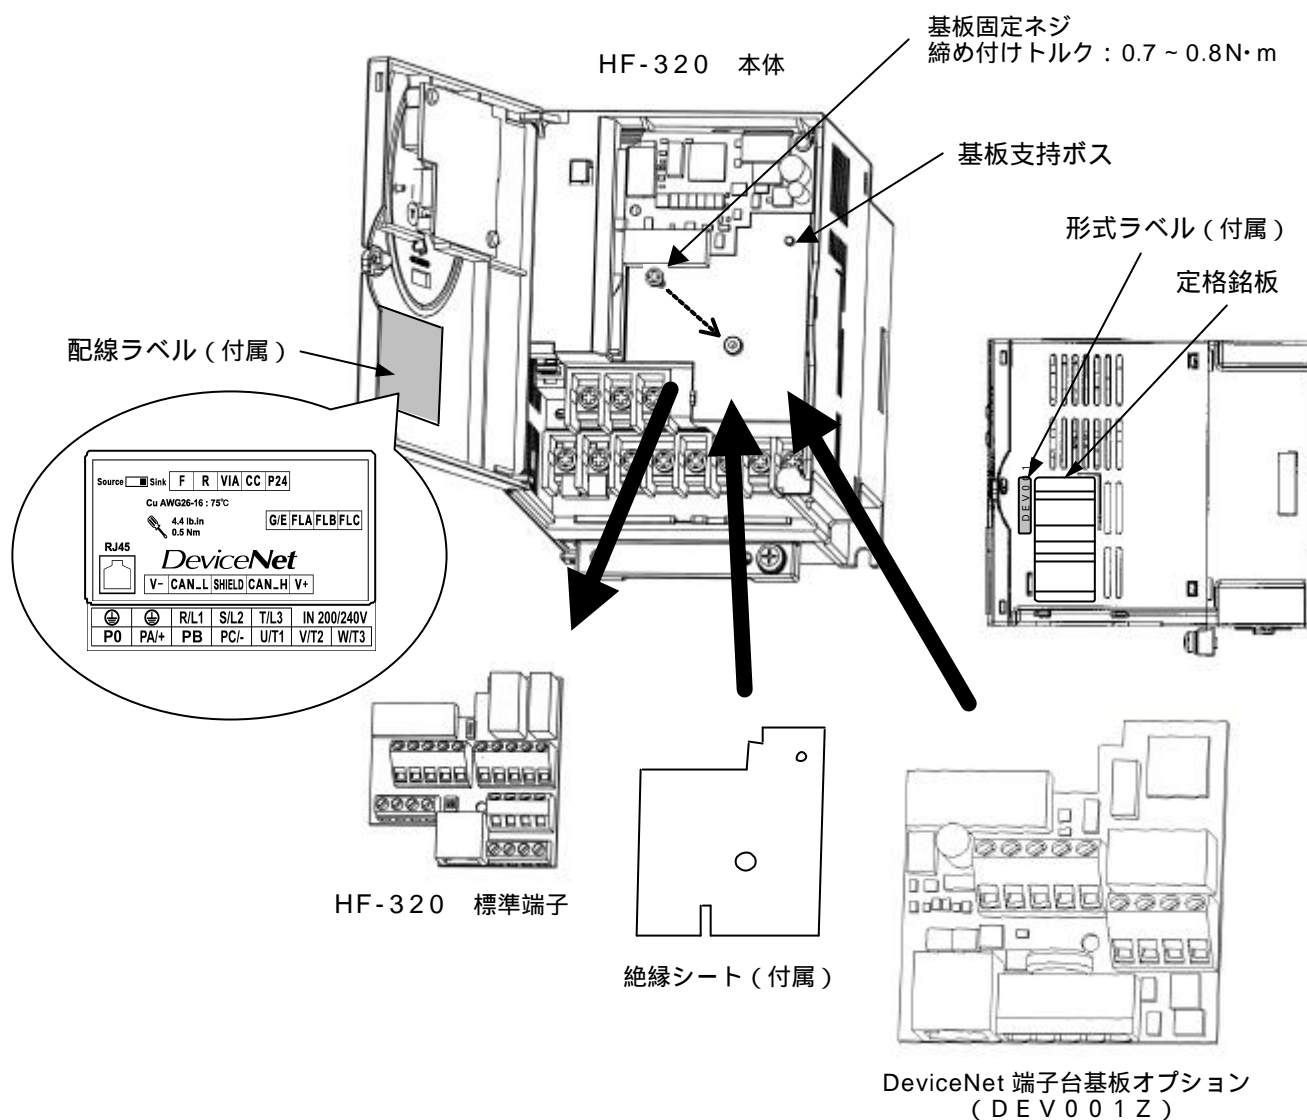 基板固定ネジ
締め付けトルク：0.7～0.8N･m
HF-320　本体
基板支持ボス
形式ラベル（付属）
定格銘板
配線ラベル（付属）
DEV0.1
Source Sink F R VIA CC P24
Cu AWG26-16 : 75℃
4.4 lb.in
0.5 Nm
G/E FLA FLB FLC
RJ45
DeviceNet
V- CAN_L SHIELD CAN_H V+
R/L1 S/L2 T/L3 IN 200/240V
P0 PA/+ PB PC/- U/T1 V/T2 W/T3
HF-320　標準端子
絶縁シート（付属）
DeviceNet 端子台基板オプション
（ＤＥＶ００１Ｚ）